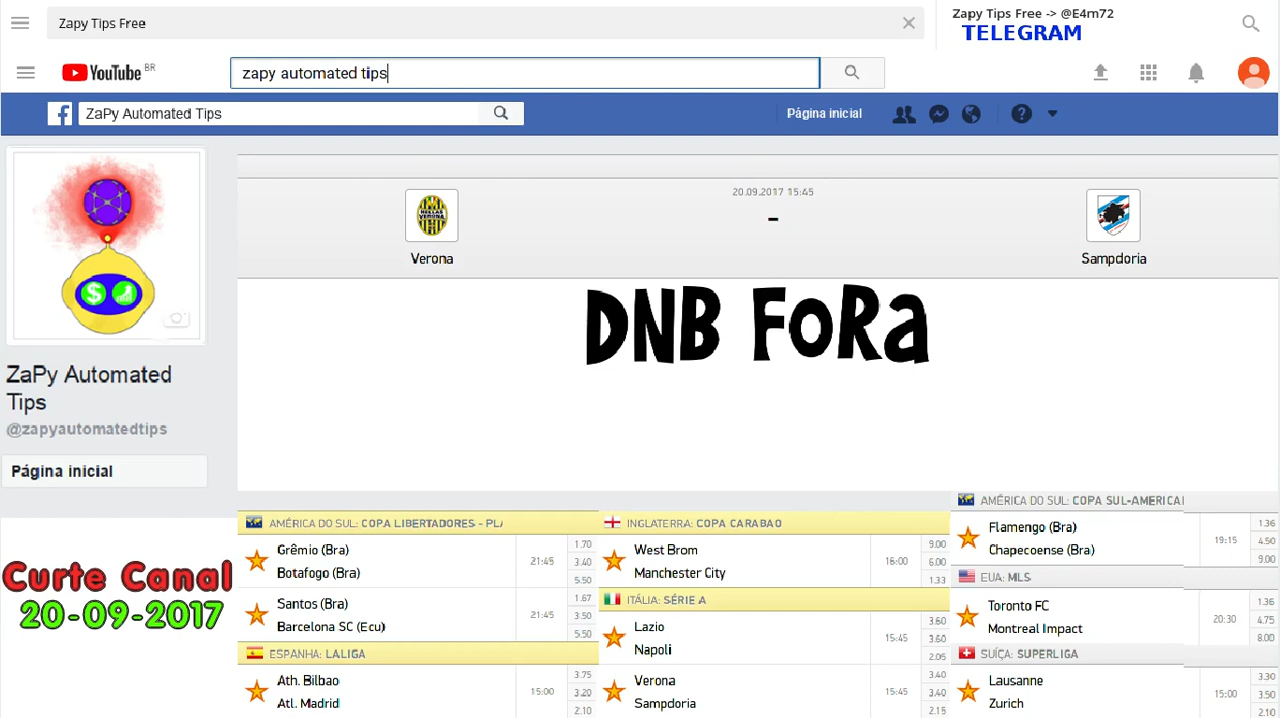 Zapy Tips Free
Zapy Tips Free -> @E4m72
TELEGRAM
YouTube BR
zapy automated tips
ZaPy Automated Tips
Página inicial
20.09.2017 15:45
-
HELLAS VERONA
Verona
Sampdoria
DNB FoRa
ZaPy Automated
Tips
@zapyautomatedtips
Página inicial
Curte Canal
20-09-2017
AMÉRICA DO SUL: COPA LIBERTADORES - PL
Grêmio (Bra)
Botafogo (Bra)
21:45
1.70
3.40
5.50
Santos (Bra)
Barcelona SC (Ecu)
21:45
1.67
3.50
5.50
ESPANHA: LALIGA
Ath. Bilbao
Atl. Madrid
15:00
3.75
3.20
2.10
INGLATERRA: COPA CARABAO
West Brom
Manchester City
16:00
9.00
6.00
1.33
ITÁLIA: SÉRIE A
Lazio
Napoli
15:45
3.60
3.60
2.05
Verona
Sampdoria
15:45
3.40
3.40
2.15
AMÉRICA DO SUL: COPA SUL-AMERICA
Flamengo (Bra)
Chapecoense (Bra)
19:15
1.36
4.50
9.00
EUA: MLS
Toronto FC
Montreal Impact
20:30
1.36
4.75
8.00
SUÍÇA: SUPERLIGA
Lausanne
Zurich
15:00
3.30
3.50
2.10